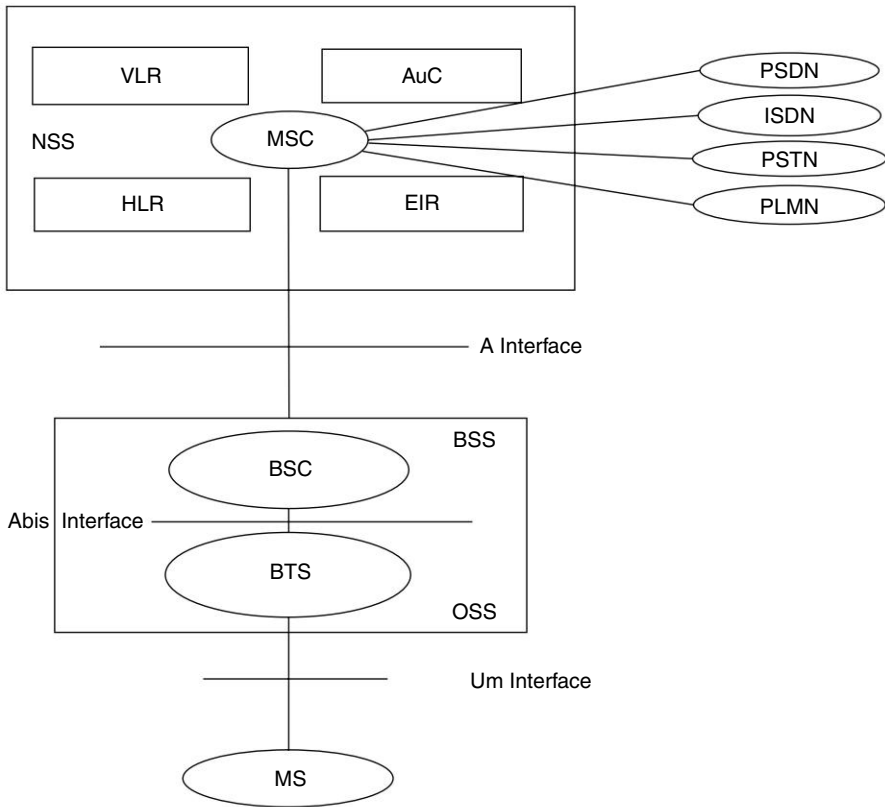 VLR
AuC
PSDN
ISDN
NSS
MSC
PSTN
HLR
EIR
PLMN
A Interface
BSS
BSC
Abis Interface
BTS
OSS
Um Interface
MS